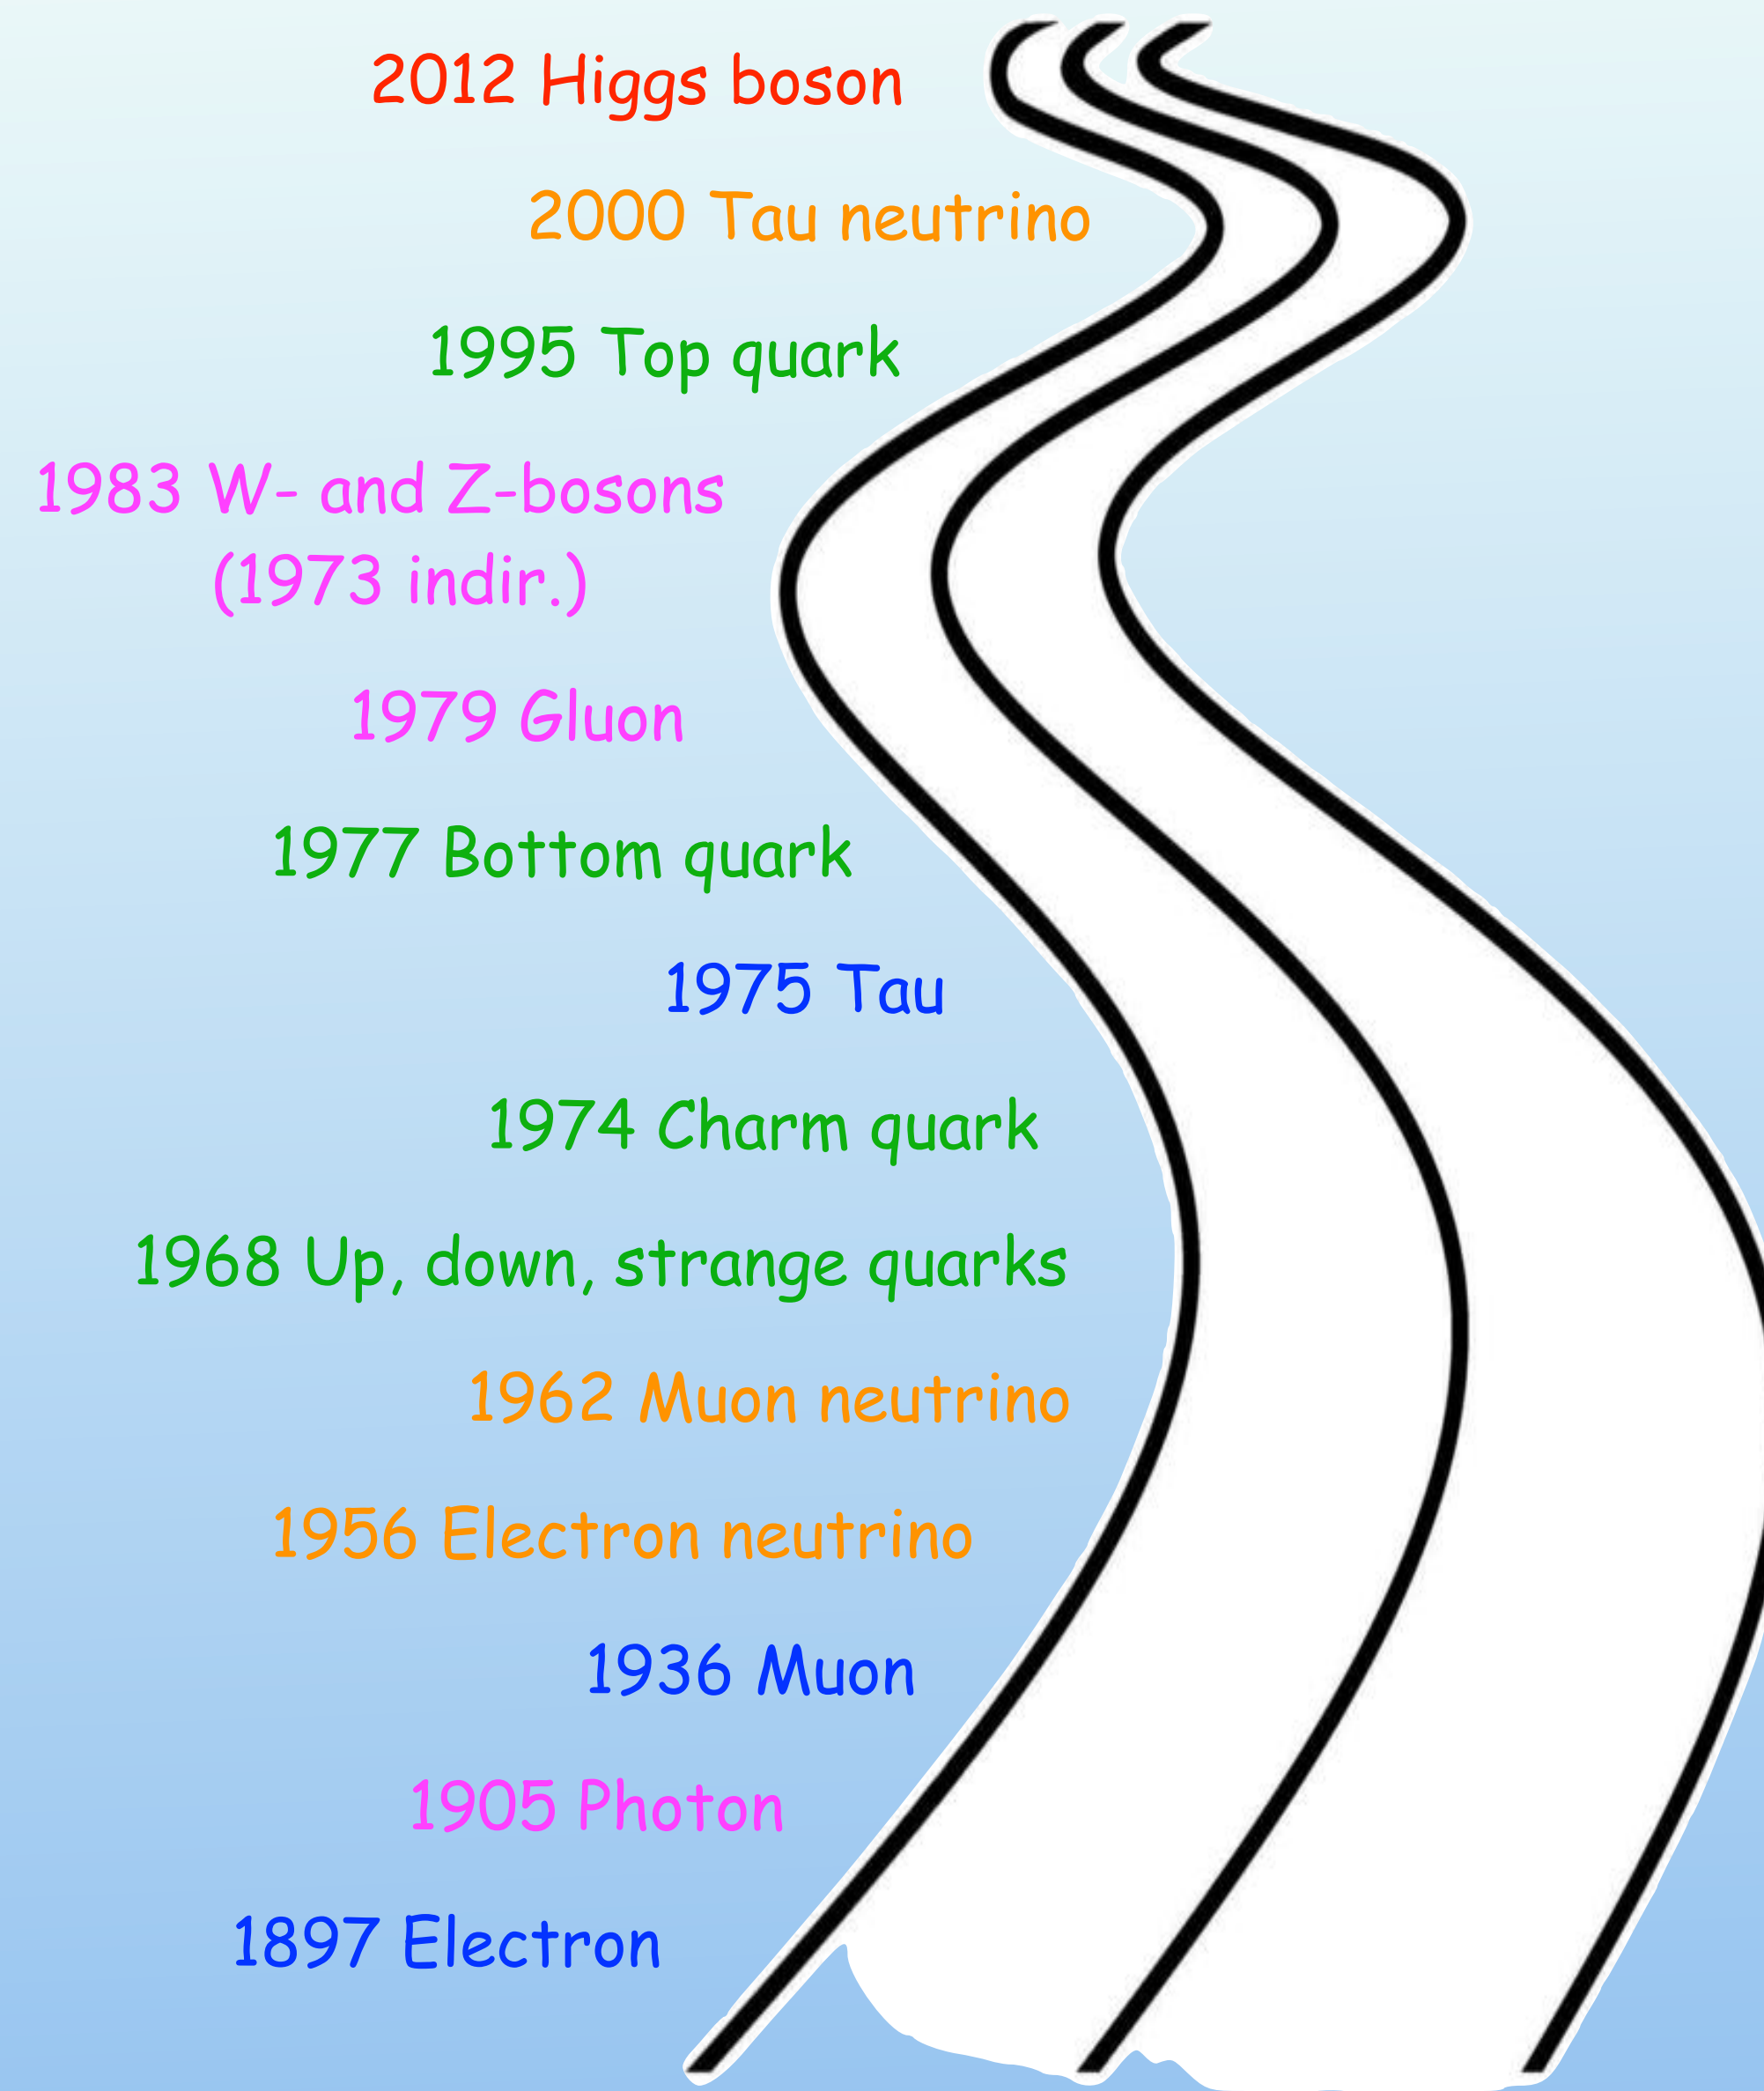 2012 Higgs boson
2000 Tau neutrino
1995 Top quark
1983 W- and Z-bosons
(1973 indir.)
1979 Gluon
1977 Bottom quark
1975 Tau
1974 Charm quark
1968 Up, down, strange quarks
1962 Muon neutrino
1956 Electron neutrino
1936 Muon
1905 Photon
1897 Electron